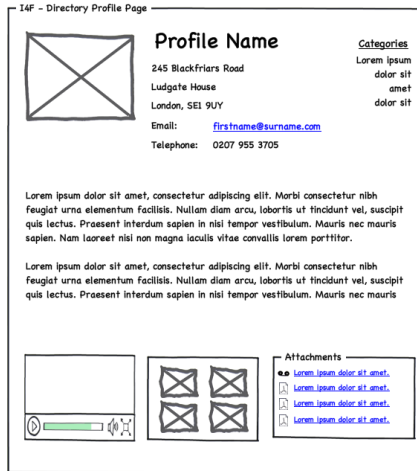 I4F - Directory Profile Page
Profile Name
245 Blackfriars Road
Ludgate House
London, SE1 9UY
Email: firstname@surname.com
Telephone: 0207 955 3705
Categories
Lorem ipsum
dolor sit
amet
dolor sit
Lorem ipsum dolor sit amet, consectetur adipiscing elit. Morbi consectetur nibh
feugiat urna elementum facilisis. Nullam diam arcu, lobortis ut tincidunt vel, suscipit
quis lectus. Praesent interdum sapien in nisi tempor vestibulum. Mauris nec mauris
sapien. Nam laoreet nisi non magna iaculis vitae convallis lorem porttitor.
Lorem ipsum dolor sit amet, consectetur adipiscing elit. Morbi consectetur nibh
feugiat urna elementum facilisis. Nullam diam arcu, lobortis ut tincidunt vel, suscipit
quis lectus. Praesent interdum sapien in nisi tempor vestibulum. Mauris nec mauris
Attachments
Lorem ipsum dolor sit amet.
Lorem ipsum dolor sit amet.
Lorem ipsum dolor sit amet.
Lorem ipsum dolor sit amet.